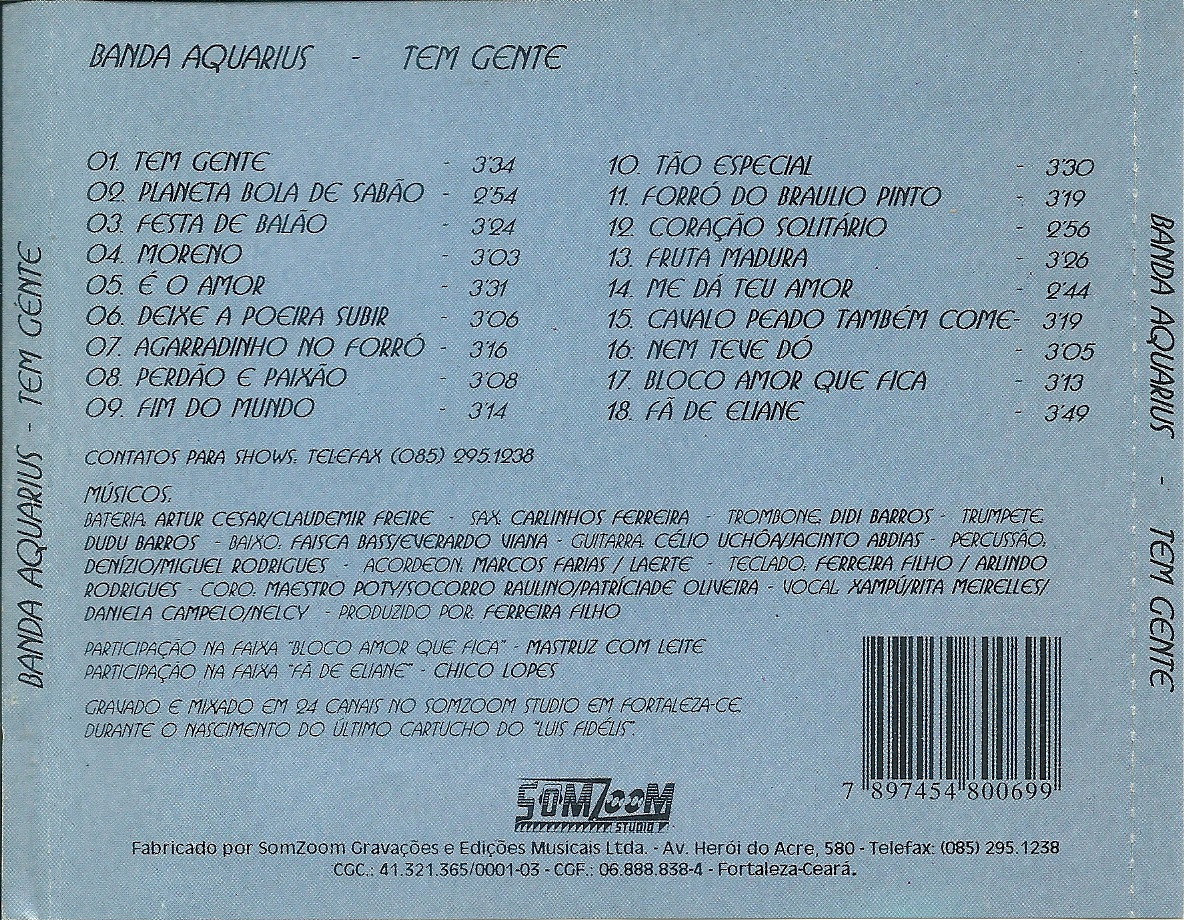 BANDA AQUARIUS - TEM GENTE
01. TEM GENTE - 3'34
02. PLANETA BOLA DE SABÃO - 2'54
03. FESTA DE BALÃO - 3'24
04. MORENO - 3'03
05. É O AMOR - 3'31
06. DEIXE A POEIRA SUBIR - 3'06
07. AGARRADINHO NO FORRÓ - 3'16
08. PERDÃO E PAIXÃO - 3'08
09. FIM DO MUNDO - 3'14
10. TÃO ESPECIAL - 3'30
11. FORRÓ DO BRAULIO PINTO - 3'19
12. CORAÇÃO SOLITÁRIO - 2'56
13. FRUTA MADURA - 3'26
14. ME DÁ TEU AMOR - 2'44
15. CAVALO PEADO TAMBÉM COME- 3'19
16. NEM TEVE DÓ - 3'05
17. BLOCO AMOR QUE FICA - 3'13
18. FÃ DE ELIANE - 3'49
CONTATOS PARA SHOWS: TELEFAX (085) 295.1238
MÚSICOS:
BATERIA: ARTUR CESAR/CLAUDEMIR FREIRE - SAX: CARLINHOS FERREIRA - TROMBONE: DIDI BARROS - TRUMPETE:
DUDU BARROS - BAIXO: FAISCA BASS/EVERARDO VIANA - GUITARRA: CÉLIO UCHÔA/JACINTO ABDIAS - PERCUSSÃO:
DENÍZIO/MIGUEL RODRIGUES - ACORDEON: MARCOS FARIAS / LAERTE - TECLADO: FERREIRA FILHO / ARLINDO
RODRIGUES - CORO: MAESTRO POTY/SOCORRO RAULINO/PATRÍCIADE OLIVEIRA - VOCAL XAMPÚ/RITA MEIRELLES/
DANIELA CAMPELO/NELCY - PRODUZIDO POR: FERREIRA FILHO
PARTICIPAÇÃO NA FAIXA "BLOCO AMOR QUE FICA" - MASTRUZ COM LEITE
PARTICIPAÇÃO NA FAIXA "FÃ DE ELIANE" - CHICO LOPES
GRAVADO E MIXADO EM 24 CANAIS NO SOMZOOM STUDIO EM FORTALEZA-CE,
DURANTE O NASCIMENTO DO ÚLTIMO CARTUCHO DO "LUIS FIDÉLIS".
7 897454 800699
SOMZOOM
STUDIO
Fabricado por SomZoom Gravações e Edições Musicais Ltda. - Av. Herói do Acre, 580 - Telefax: (085) 295.1238
CGC.: 41.321.365/0001-03 - CGF.: 06.888.838-4 - Fortaleza-Ceará.
BANDA AQUARIUS - TEM GENTE
BANDA AQUARIUS - TEM GENTE